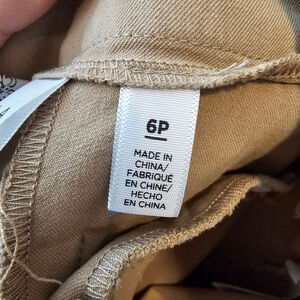 6P
MADE IN
CHINA/
FABRIQUÉ
EN CHINE/
HECHO
EN CHINA